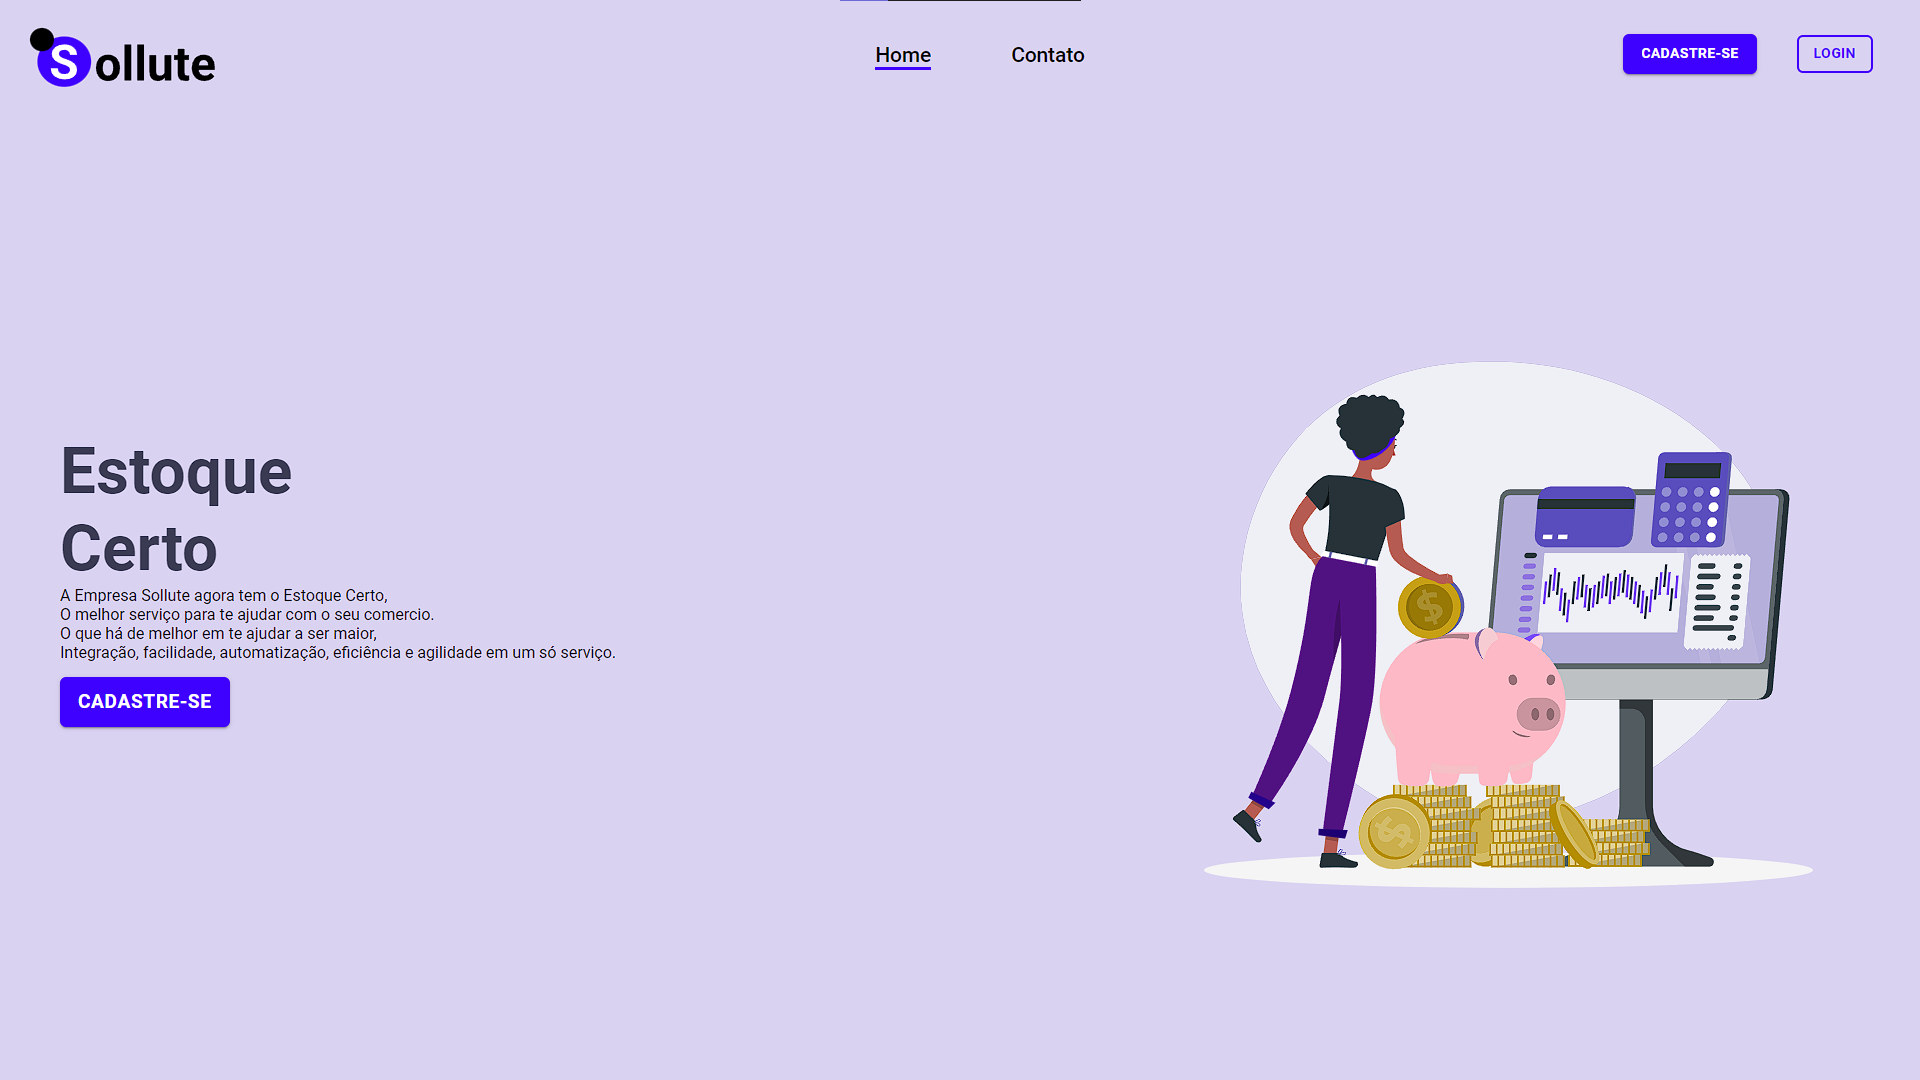 Sollute
Home
Contato
CADASTRE-SE
LOGIN
Estoque
Certo
A Empresa Sollute agora tem o Estoque Certo,
O melhor serviço para te ajudar com o seu comercio.
O que há de melhor em te ajudar a ser maior,
Integração, facilidade, automatização, eficiência e agilidade em um só serviço.
CADASTRE-SE